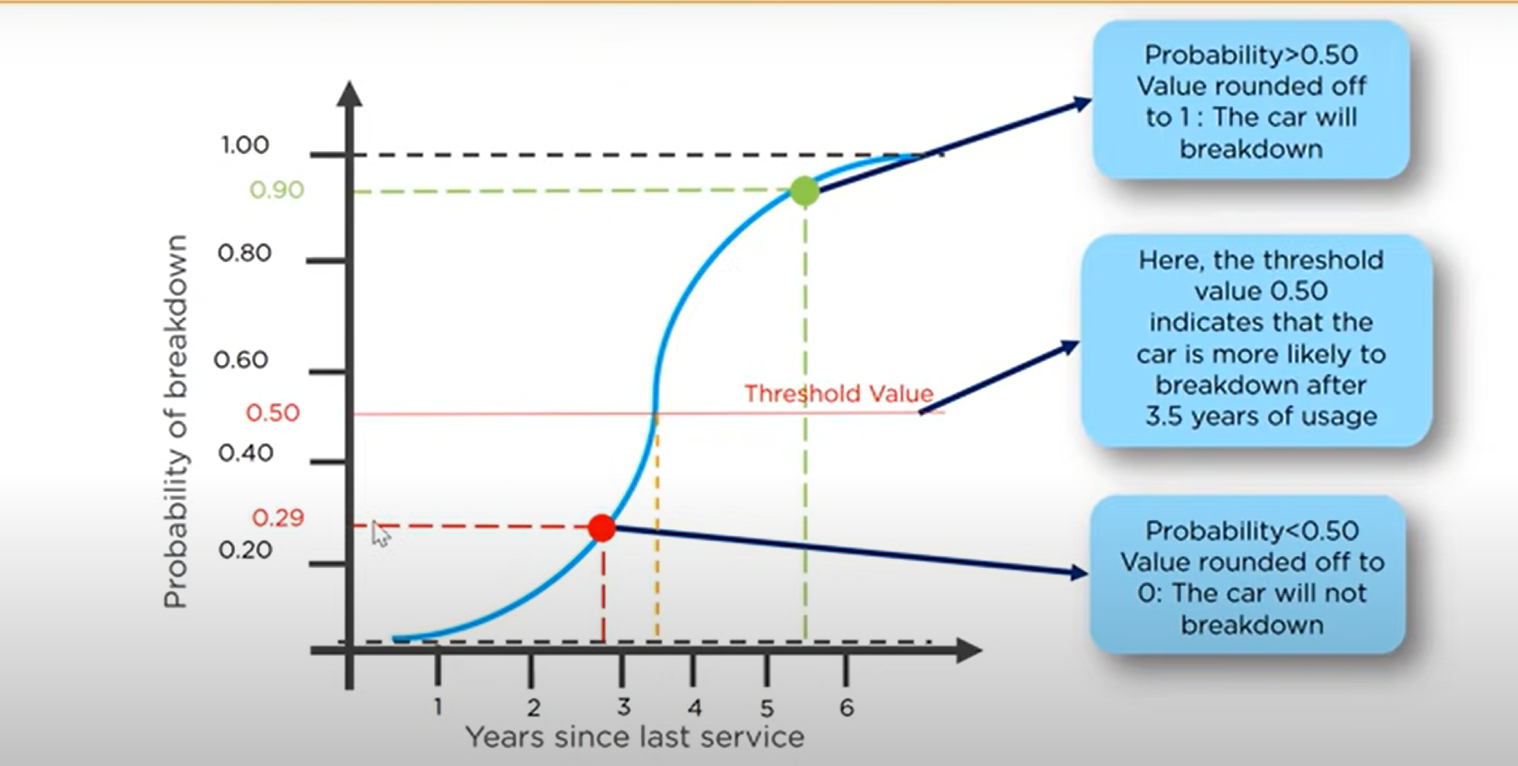 Probability>0.50
Value rounded off
to 1 : The car will
breakdown
1.00
0.90
0.80
Here, the threshold
value 0.50
indicates that the
car is more likely to
breakdown after
3.5 years of usage
0.60
Threshold Value
0.50
0.40
0.29
0.20
Probability of breakdown
Probability<0.50
Value rounded off to
0: The car will not
breakdown
1 2 3 4 5 6
Years since last service